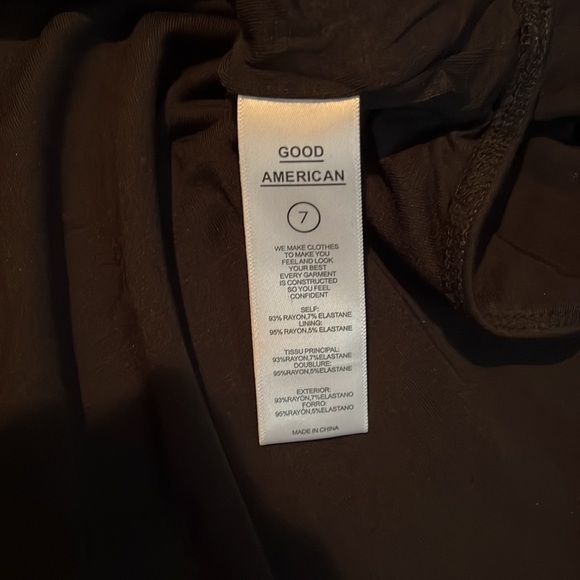 GOOD
AMERICAN
7
WE MAKE CLOTHES
TO MAKE YOU
FEEL AND LOOK
YOUR BEST
EVERY GARMENT
IS CONSTRUCTED
SO YOU FEEL
CONFIDENT
SELF:
93% RAYON,7% ELASTANE
LINING:
95% RAYON,5% ELASTANE
TISSU PRINCIPAL:
93%RAYON,7%ELASTANE
DOUBLURE:
95%RAYON,5%ELASTANE
EXTERIOR:
93%RAYON,7%ELASTANO
FORRO:
95%RAYON,5%ELASTANO
MADE IN CHINA